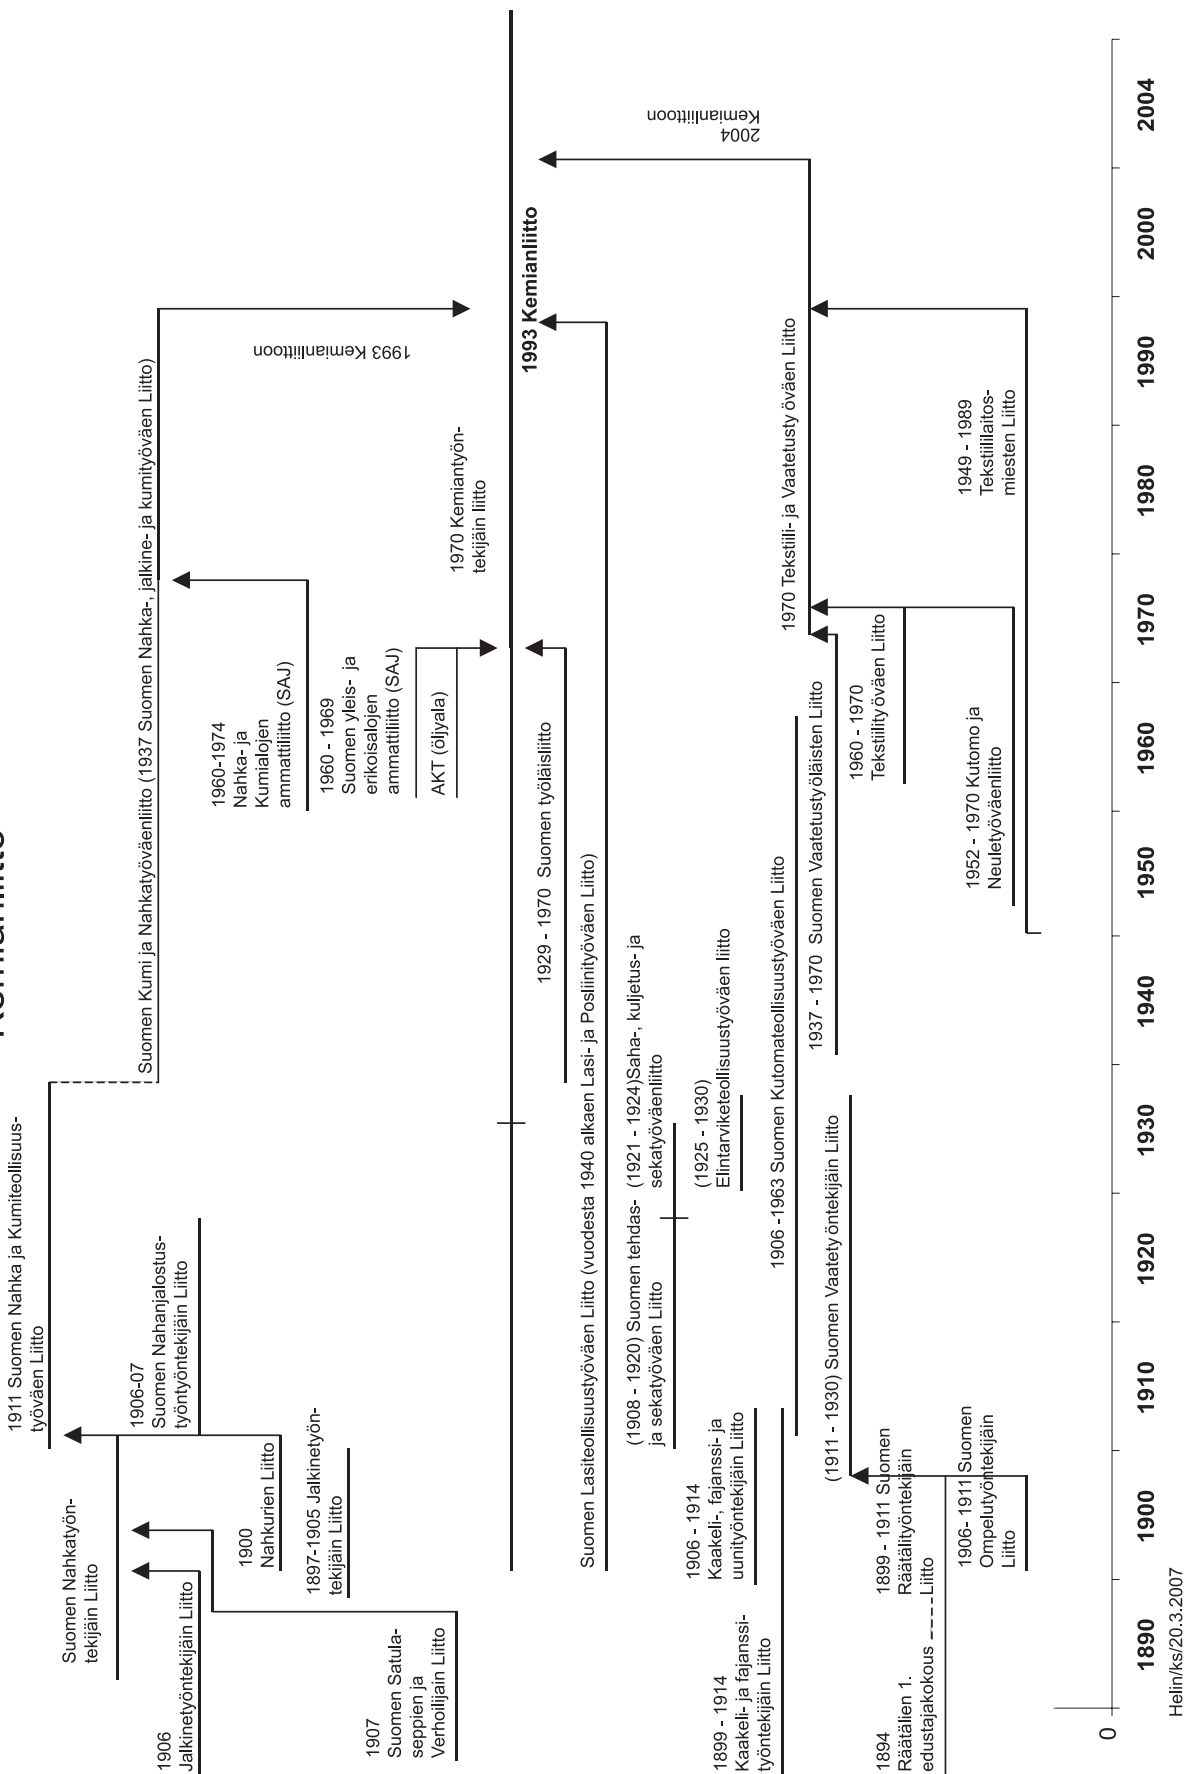 Kemianliitto
1911 Suomen Nahka ja Kumiteollisuus-
työväen Liitto
Suomen Kumi ja Nahkatyöväenliitto (1937 Suomen Nahka-, jalkine- ja kumityöväen Liitto)
Suomen Nahkatyön-
tekijäin Liitto
1906-07
Suomen Nahanjalostus-
työntyöntekijäin Liitto
1906
Jalkinetyöntekijäin Liitto
1900
Nahkurien Liitto
1897-1905 Jalkinetyön-
tekijäin Liitto
1907
Suomen Satula-
seppien ja
Verhoilijain Liitto
1960-1974
Nahka- ja
Kumialojen
ammattiliitto (SAJ)
1993 Kemianliittoon
1960 - 1969
Suomen yleis- ja
erikoisalojen
ammattiliitto (SAJ)
AKT (öljyala)
1970 Kemiantyön-
tekijäin liitto
1993 Kemianliitto
1929 - 1970 Suomen työläisliitto
Suomen Lasiteollisuustyöväen Liitto (vuodesta 1940 alkaen Lasi- ja Posliinityöväen Liitto)
(1908 - 1920) Suomen tehdas-
ja sekatyöväen Liitto
(1921 - 1924)Saha-, kuljetus- ja
sekatyöväenliitto
(1925 - 1930)
Elintarviketeollisuustyöväen liitto
2004
Kemianliittoon
1906 - 1914
Kaakeli-, fajanssi- ja
uunityöntekijäin Liitto
1899 - 1914
Kaakeli- ja fajanssi-
työntekijäin Liitto
1906 -1963 Suomen Kutomateollisuustyöväen Liitto
1970 Tekstiili- ja Vaatetusty öväen Liitto
1937 - 1970 Suomen Vaatetustyöläisten Liitto
(1911 - 1930) Suomen Vaatety öntekijäin Liitto
1960 - 1970
Tekstiilityöväen Liitto
1894
Räätälien 1.
edustajakokous
1899 - 1911 Suomen
Räätälityöntekijäin
Liitto
1906- 1911 Suomen
Ompelutyöntekijäin
Liitto
1952 - 1970 Kutomo ja
Neuletyöväenliitto
1949 - 1989
Tekstiililaitos-
miesten Liitto
0 1890 1900 1910 1920 1930 1940 1950 1960 1970 1980 1990 2000 2004
Helin/ks/20.3.2007